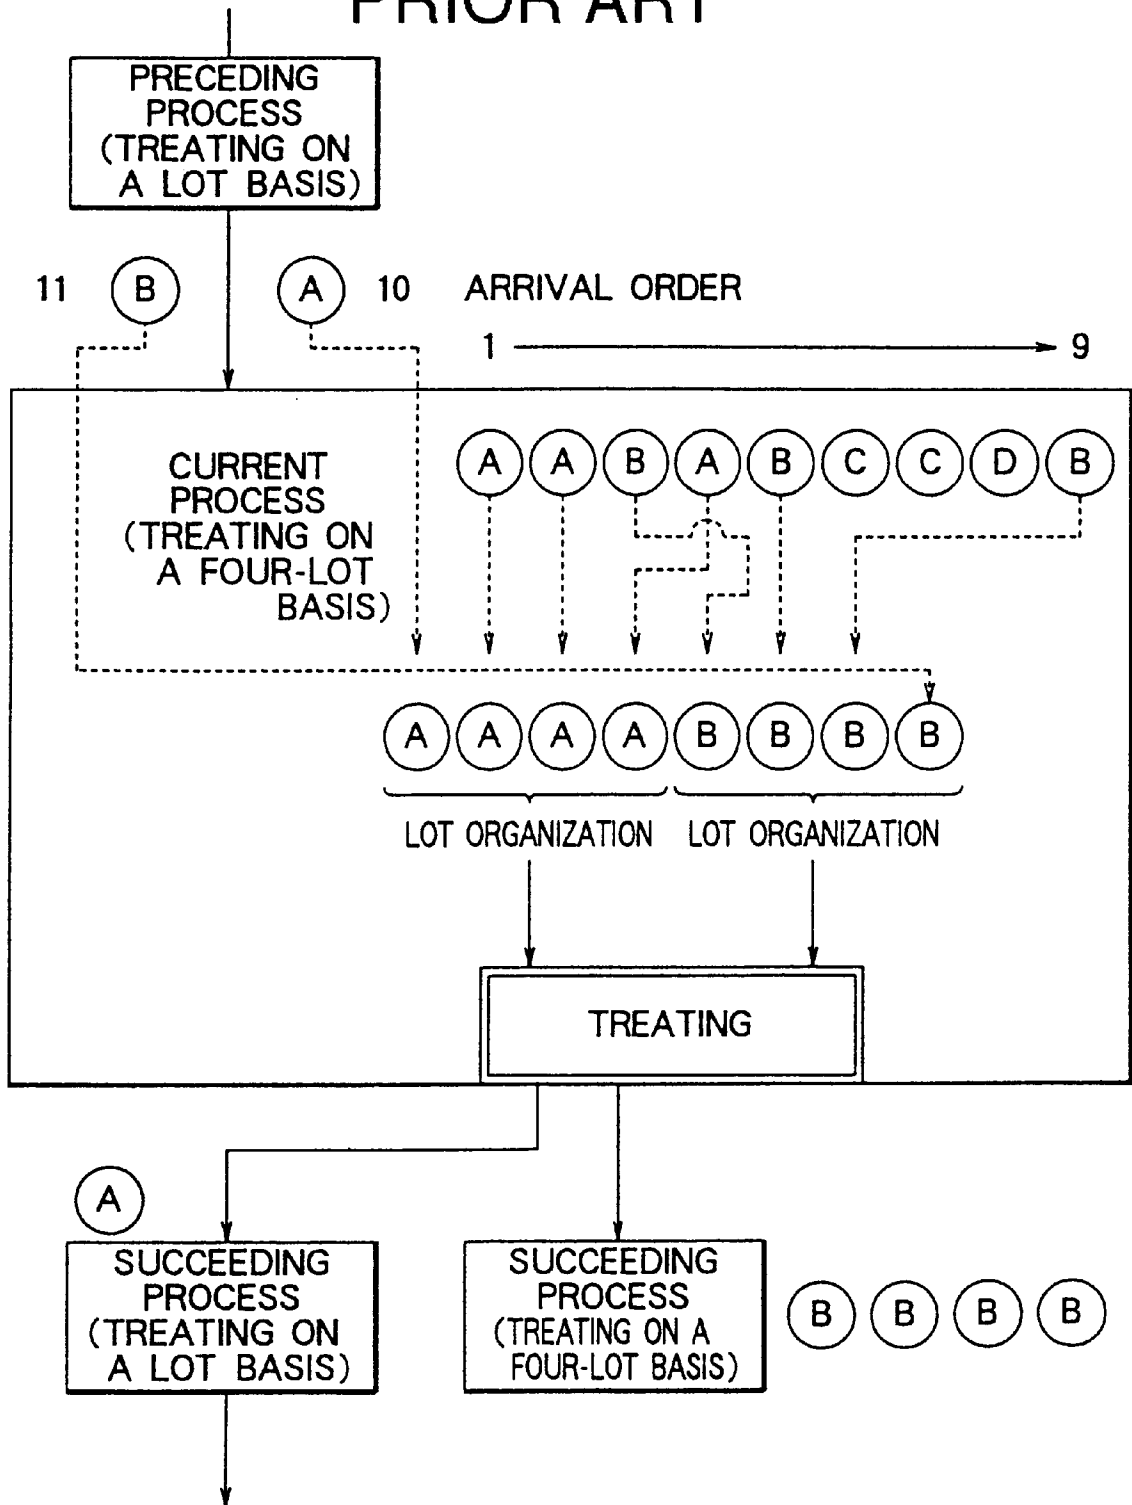 PRIOR ART
PRECEDING
PROCESS
(TREATING ON
A LOT BASIS)
11 B A 10 ARRIVAL ORDER
1 9
CURRENT
PROCESS
(TREATING ON
A FOUR-LOT
BASIS)
A A B A B C C D B
A A A A B B B B
LOT ORGANIZATION LOT ORGANIZATION
TREATING
A
SUCCEEDING
PROCESS
(TREATING ON
A LOT BASIS)
SUCCEEDING
PROCESS
(TREATING ON A
FOUR-LOT BASIS)
B B B B